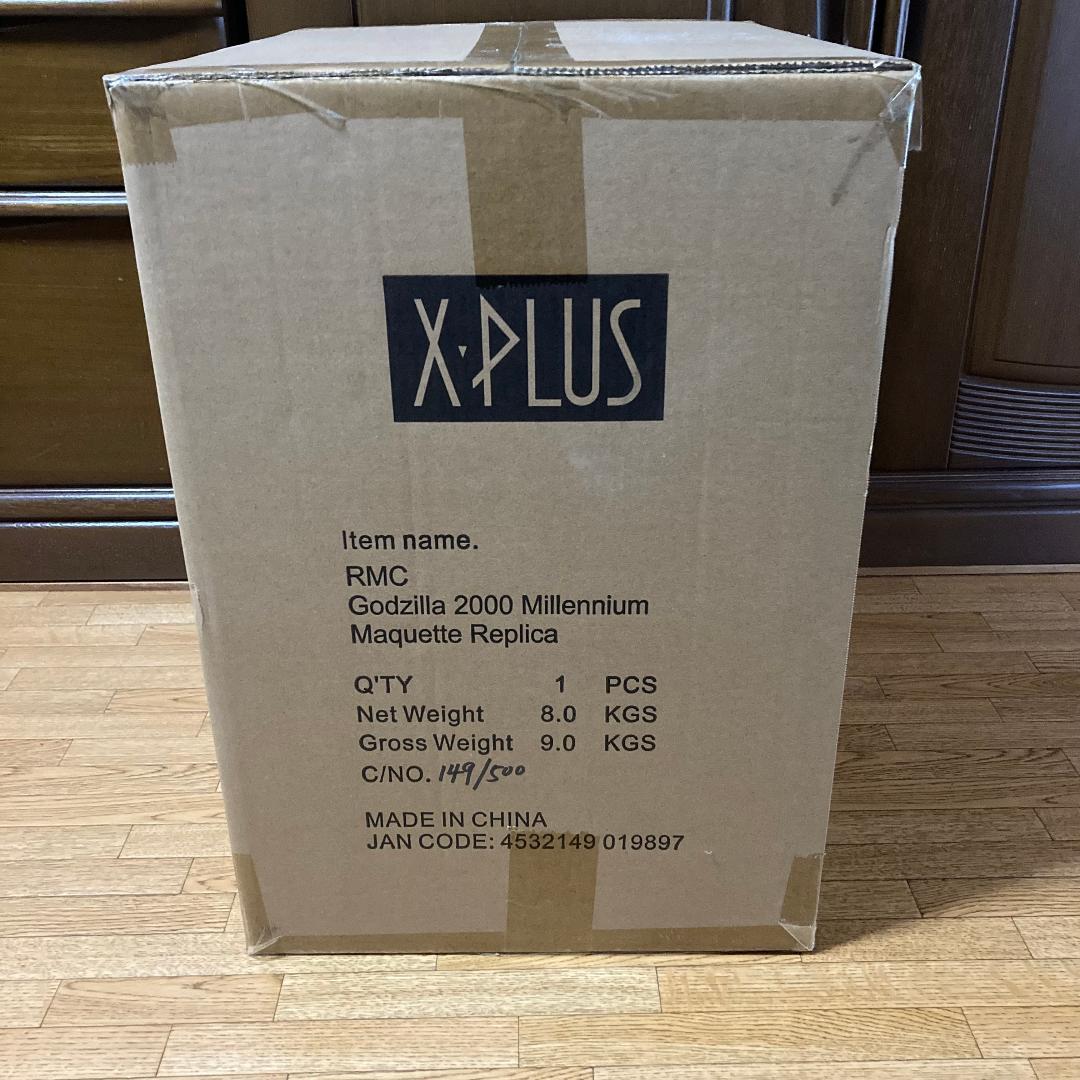 X·PLUS
Item name.
RMC
Godzilla 2000 Millennium
Maquette Replica
Q'TY 1 PCS
Net Weight 8.0 KGS
Gross Weight 9.0 KGS
C/NO. 149/500
MADE IN CHINA
JAN CODE: 4532149 019897